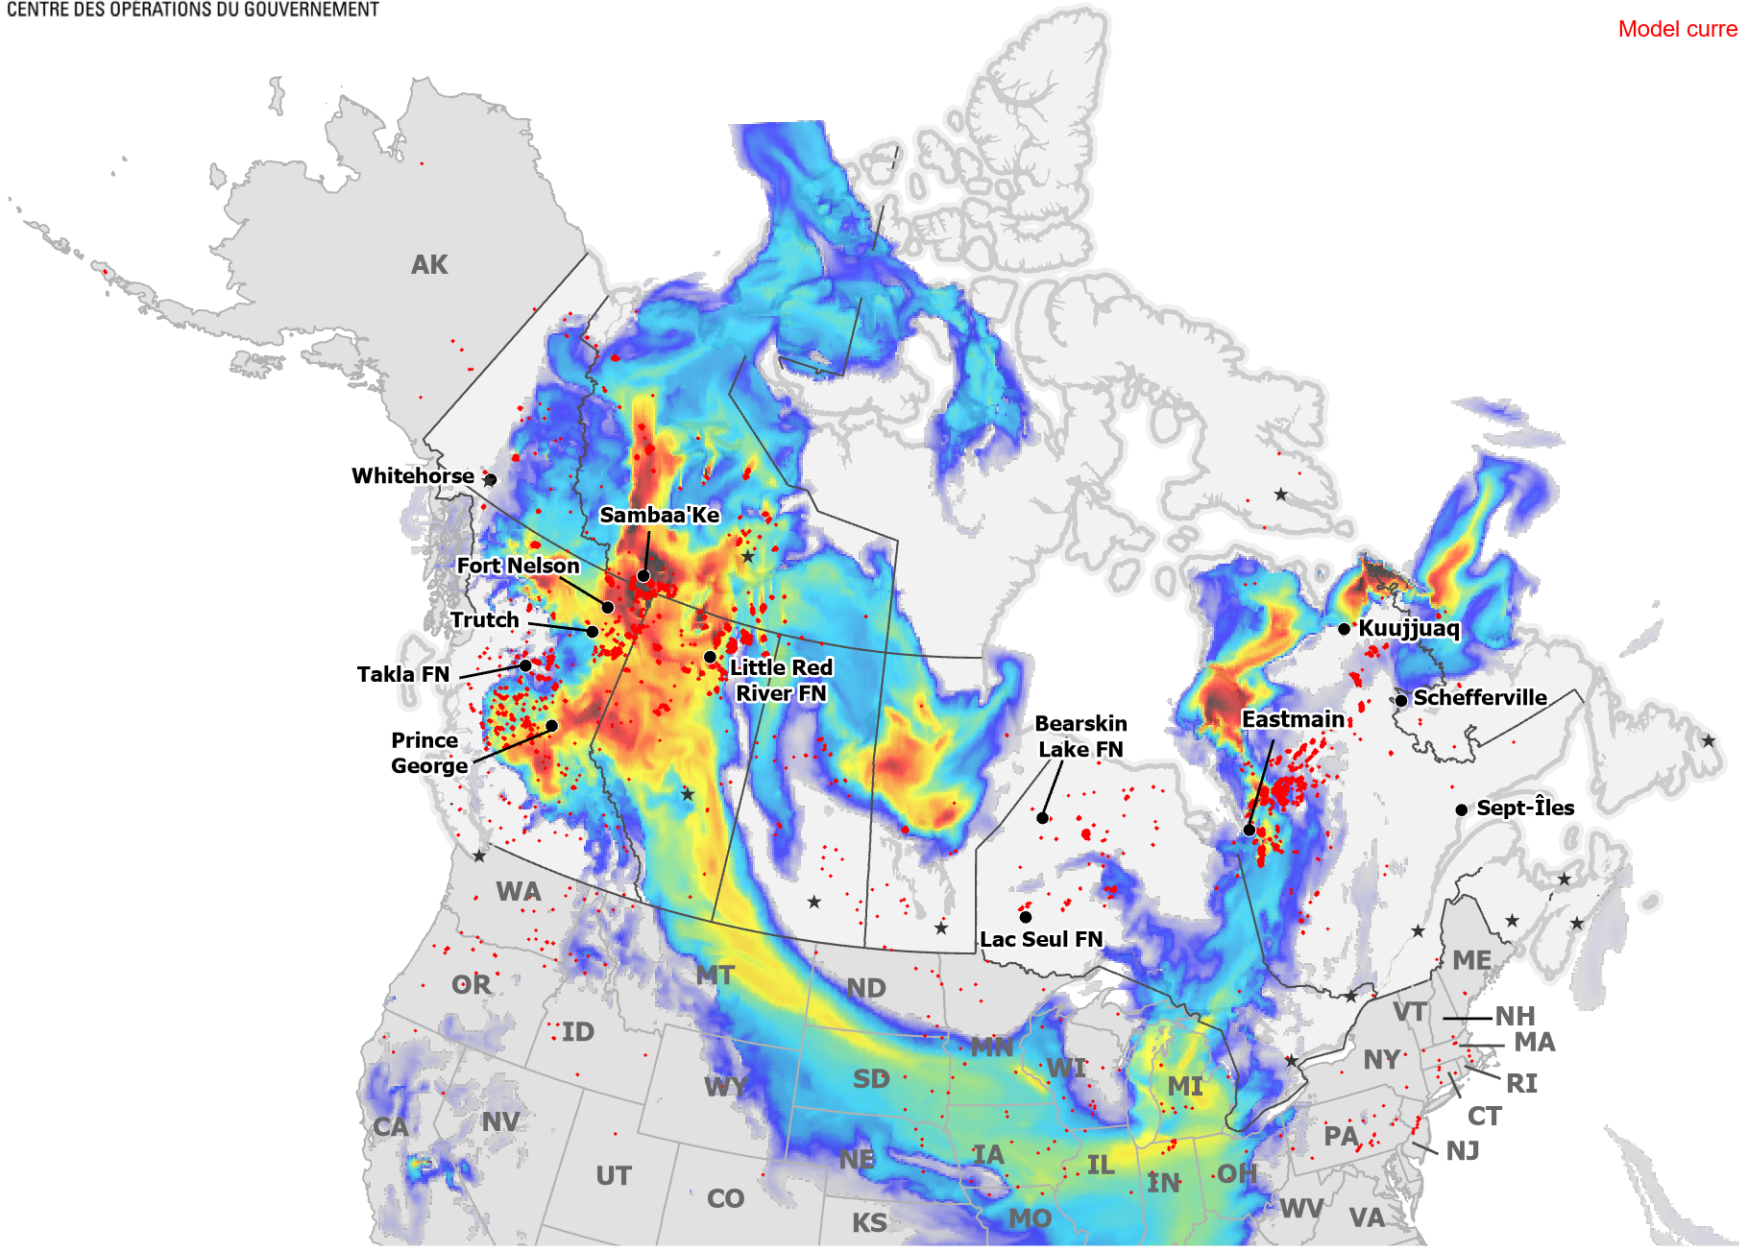 CENTRE DES OPÉRATIONS DU GOUVERNEMENT
Model curre
AK
Whitehorse
Sambaa'Ke
Fort Nelson
Trutch
Takla FN
Little Red
River FN
Prince
George
Bearskin
Lake FN
Lac Seul FN
Kuujjuaq
Schefferville
Eastmain
Sept-Îles
WA
OR
ID
MT
ND
MN
WI
MI
SD
WY
NV
CA
UT
CO
NE
KS
IA
MO
IL
IN
OH
WV
VA
PA
NY
VT
ME
NH
MA
RI
CT
NJ